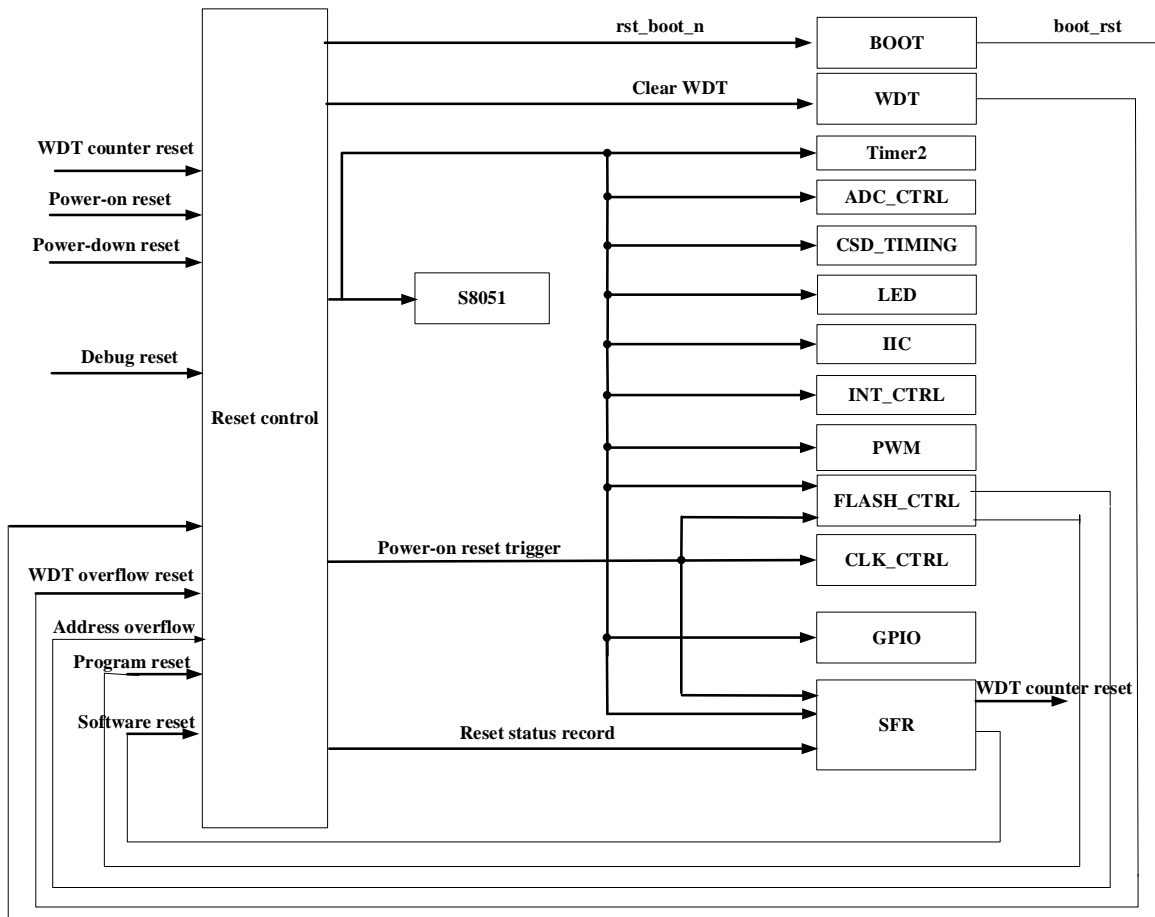 rst_boot_n
BOOT
boot_rst
Clear WDT
WDT
WDT counter reset
Timer2
Power-on reset
ADC_CTRL
Power-down reset
CSD_TIMING
S8051
LED
IIC
Debug reset
INT_CTRL
Reset control
PWM
FLASH_CTRL
Power-on reset trigger
CLK_CTRL
WDT overflow reset
Address overflow
GPIO
Program reset
WDT counter reset
Software reset
Reset status record
SFR